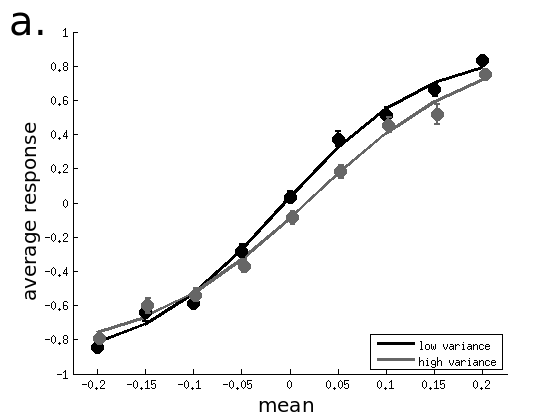 a.
1
0.8
0.6
0.4
0.2
0
-0.2
-0.4
-0.6
-0.8
-1
average response
-0.2 -0.15 -0.1 -0.05 0 0.05 0.1 0.15 0.2
mean
low variance
high variance